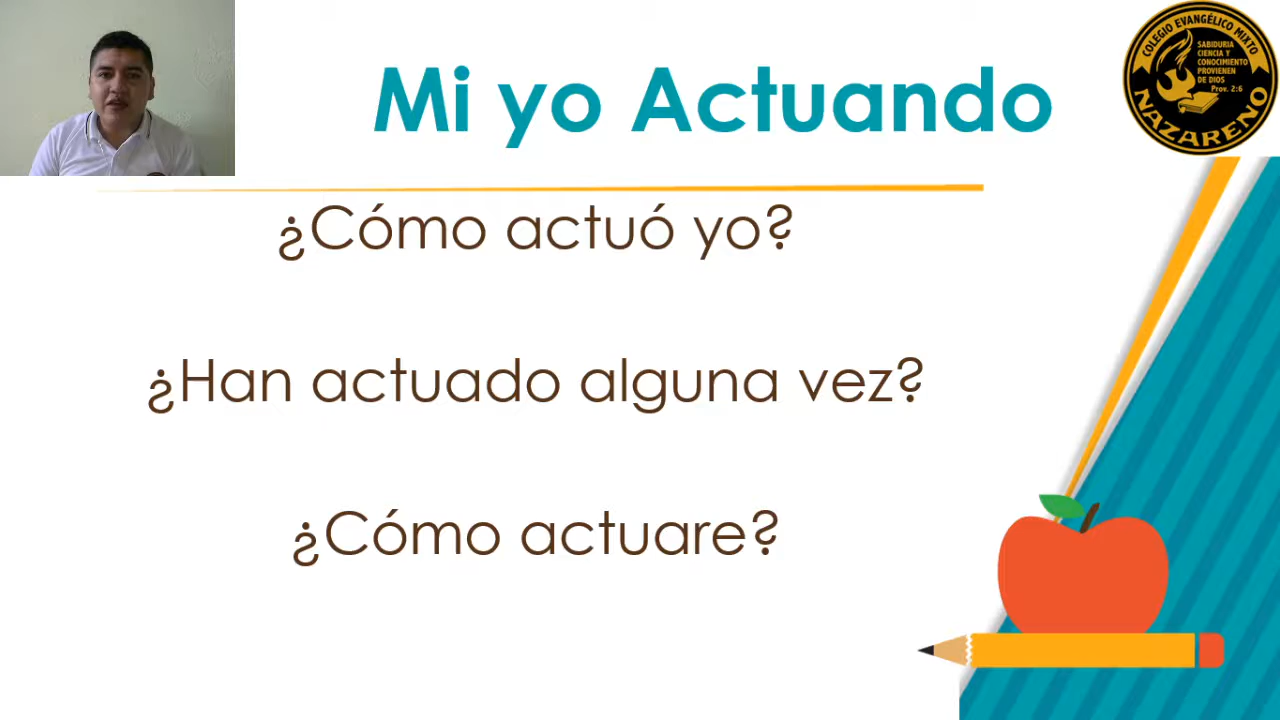 Mi yo Actuando
COLEGIO EVANGÉLICO MIXTO
SABIDURIA
CIENCIA Y
CONOCIMIENTO
PROVIENEN
DE DIOS
Prov. 2:6
NAZARENO
¿Cómo actuó yo?
¿Han actuado alguna vez?
¿Cómo actuare?